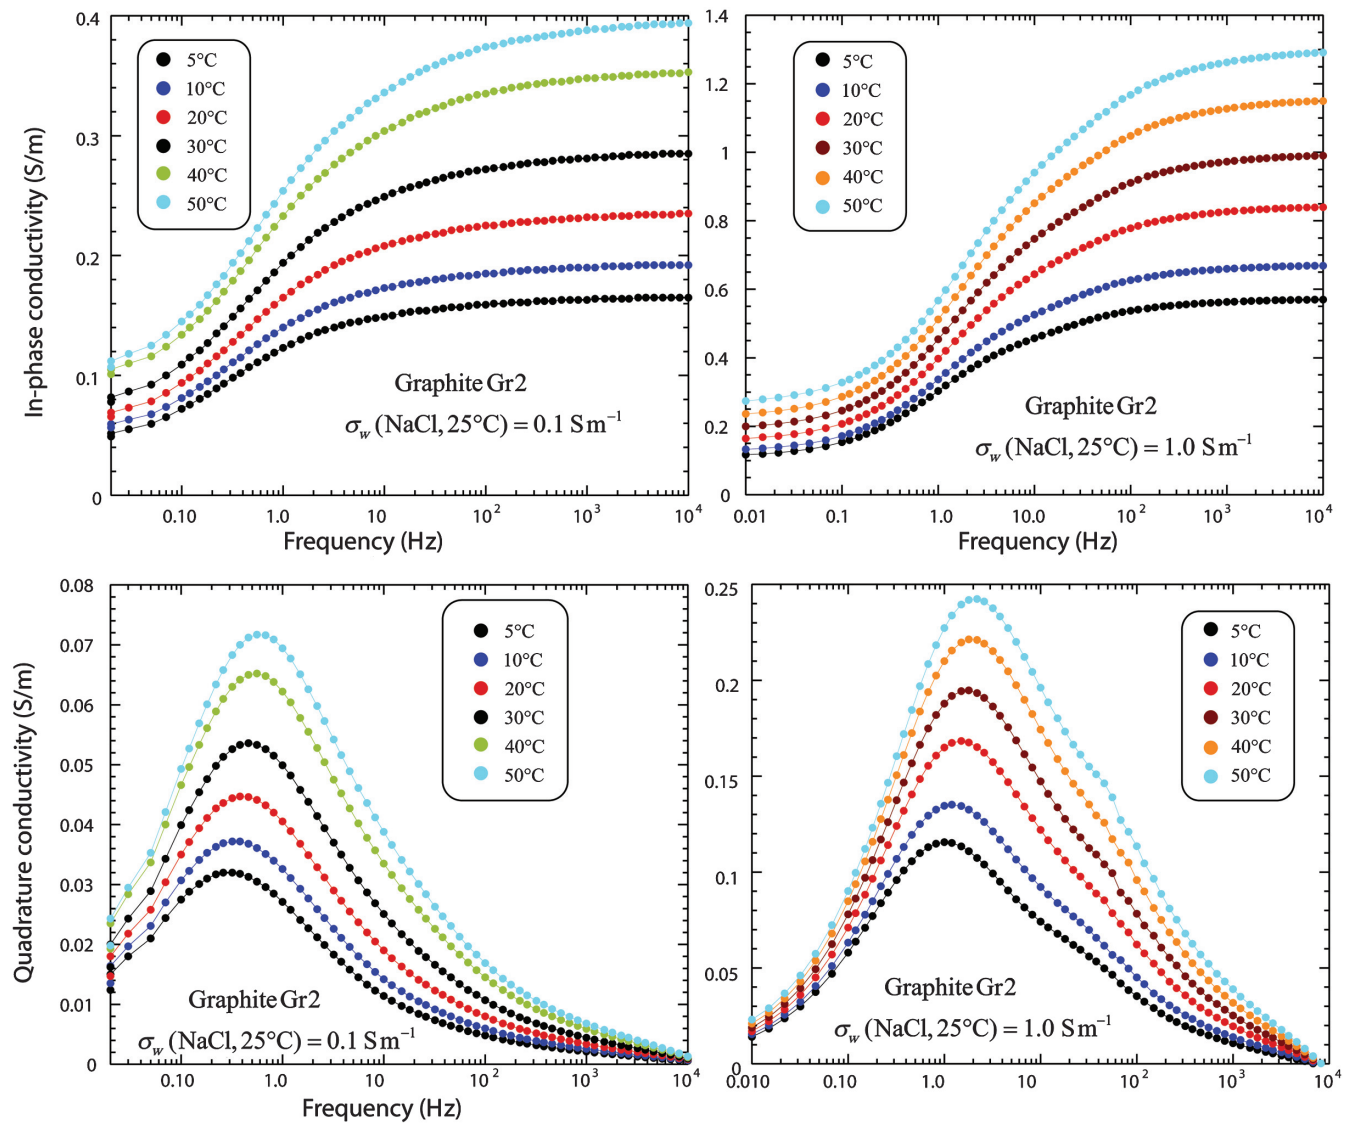 In-phase conductivity (S/m)
0.4
0.3
0.2
0.1
0
5°C
10°C
20°C
30°C
40°C
50°C
Graphite Gr2
σw (NaCl, 25°C) = 0.1 S m⁻¹
0.10 1.0 10 10² 10³ 10⁴
Frequency (Hz)
1.4
1.2
1
0.8
0.6
0.4
0.2
0
5°C
10°C
20°C
30°C
40°C
50°C
Graphite Gr2
σw (NaCl, 25°C) = 1.0 S m⁻¹
0.01 0.1 1.0 10.0 10² 10³ 10⁴
Frequency (Hz)
Quadrature conductivity (S/m)
0.08
0.07
0.06
0.05
0.04
0.03
0.02
0.01
0
5°C
10°C
20°C
30°C
40°C
50°C
Graphite Gr2
σw (NaCl, 25°C) = 0.1 S m⁻¹
0.10 1.0 10 10² 10³ 10⁴
Frequency (Hz)
0.25
0.2
0.15
0.1
0.05
0
5°C
10°C
20°C
30°C
40°C
50°C
Graphite Gr2
σw (NaCl, 25°C) = 1.0 S m⁻¹
0.010 0.10 1.0 10 10² 10³ 10⁴